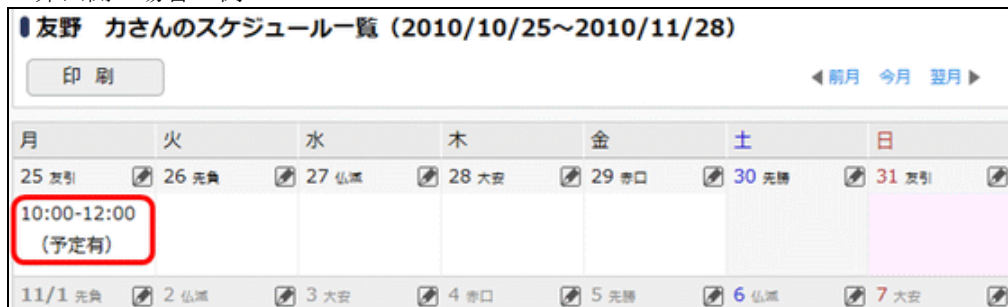 友野　力さんのスケジュール一覧（2010/10/25～2010/11/28）
印 刷
前月 今月 翌月
月 火 水 木 金 土 日
25 友引 26 先負 27 仏滅 28 大安 29 赤口 30 先勝 31 友引
10:00-12:00
（予定有）
11/1 先負 2 仏滅 3 大安 4 赤口 5 先勝 6 仏滅 7 大安